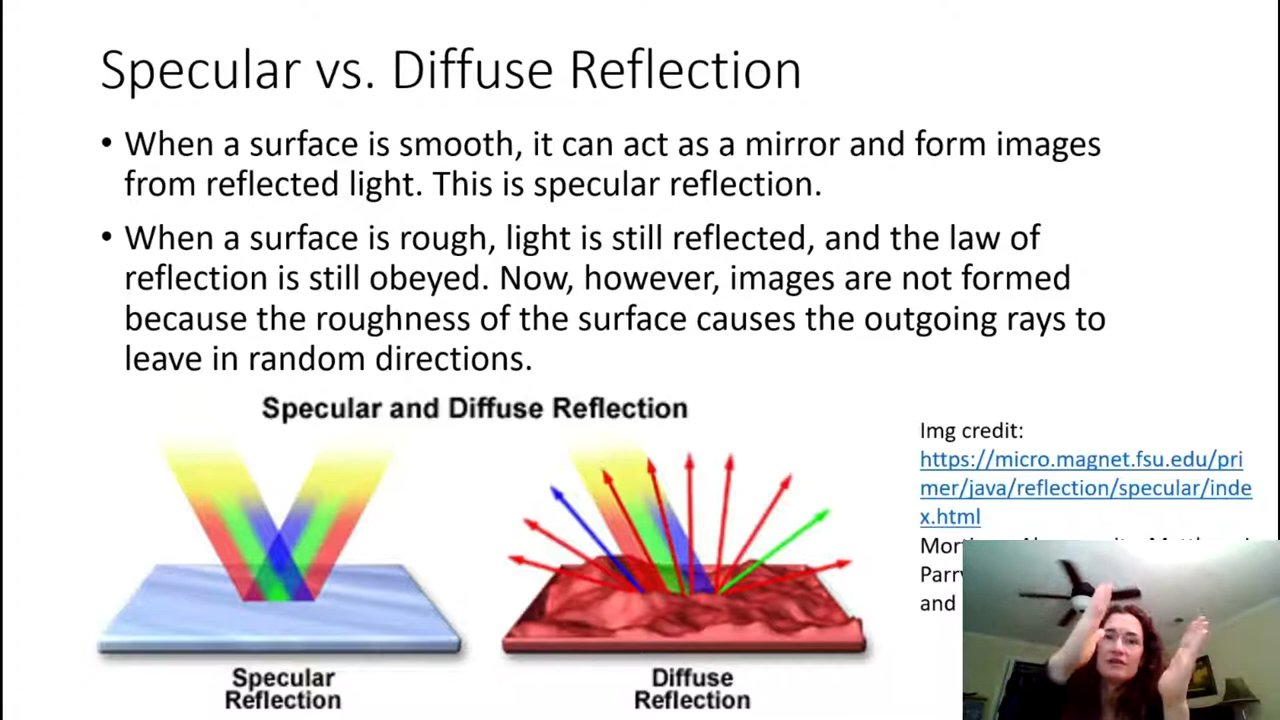 Specular vs. Diffuse Reflection
• When a surface is smooth, it can act as a mirror and form images
from reflected light. This is specular reflection.
• When a surface is rough, light is still reflected, and the law of
reflection is still obeyed. Now, however, images are not formed
because the roughness of the surface causes the outgoing rays to
leave in random directions.
Specular and Diffuse Reflection
Specular
Reflection
Diffuse
Reflection
Img credit:
https://micro.magnet.fsu.edu/pri
mer/java/reflection/specular/inde
x.html
and